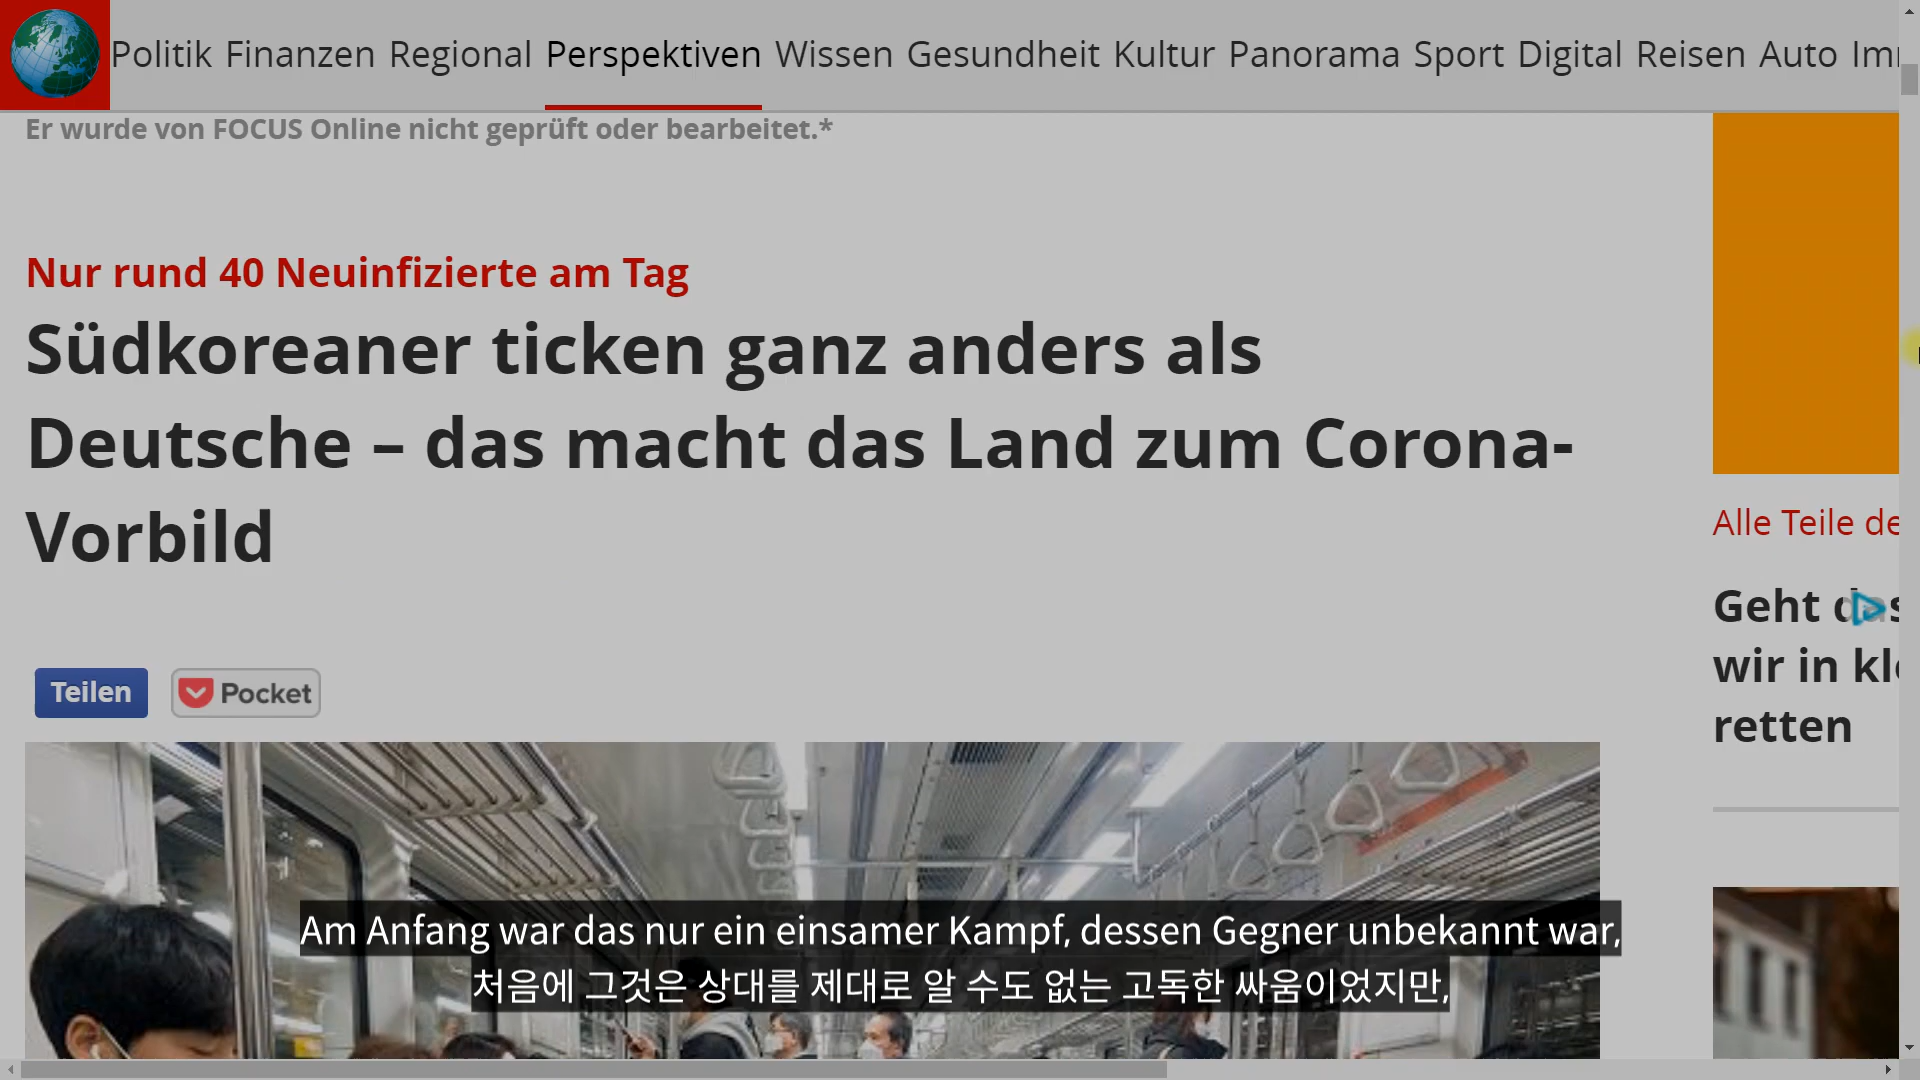 Politik Finanzen Regional Perspektiven Wissen Gesundheit Kultur Panorama Sport Digital Reisen Auto
Er wurde von FOCUS Online nicht geprüft oder bearbeitet.*
Nur rund 40 Neuinfizierte am Tag
Südkoreaner ticken ganz anders als
Deutsche – das macht das Land zum Corona-
Vorbild
Teilen Pocket
Alle Teile
Geht
wir in
retten
Am Anfang war das nur ein einsamer Kampf, dessen Gegner unbekannt war,
처음에 그것은 상대를 제대로 알 수도 없는 고독한 싸움이었지만,